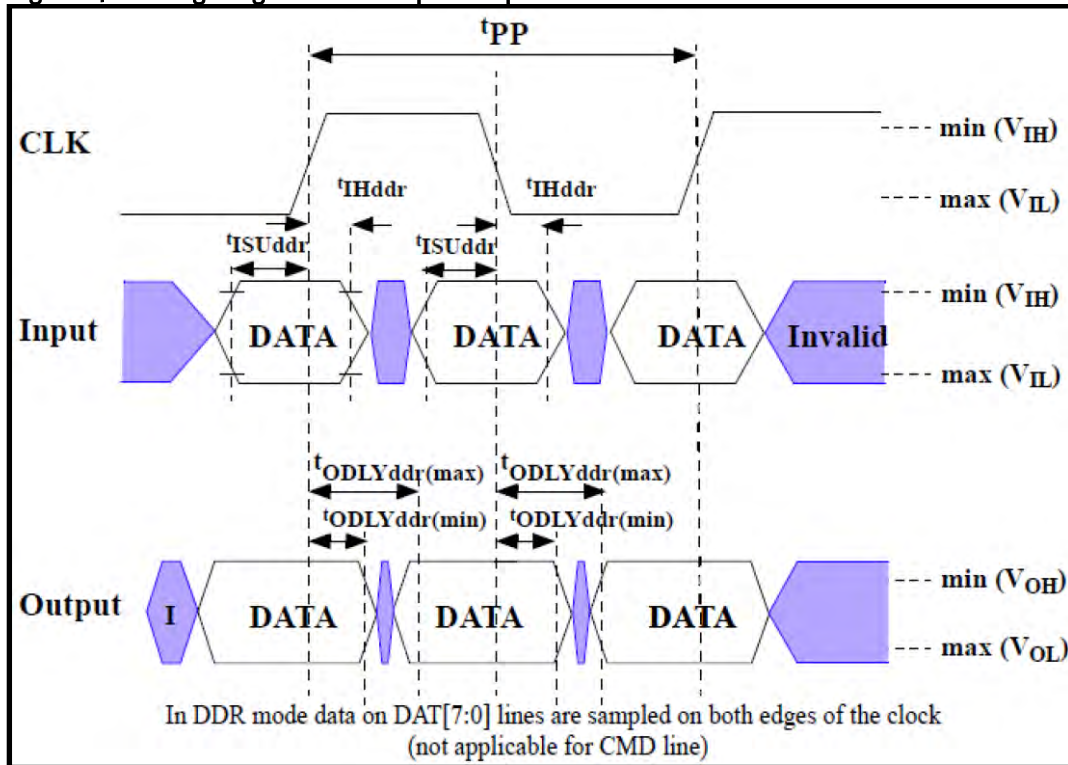 tPP
CLK
min (VIH)
max (VIL)
tIHddr
tIHddr
tISUddr
tISUddr
Input
DATA
DATA
DATA
Invalid
min (VIH)
max (VIL)
tODLYddr(max)
tODLYddr(max)
tODLYddr(min)
tODLYddr(min)
Output
I
DATA
DATA
DATA
min (VOH)
max (VOL)
In DDR mode data on DAT[7:0] lines are sampled on both edges of the clock
(not applicable for CMD line)